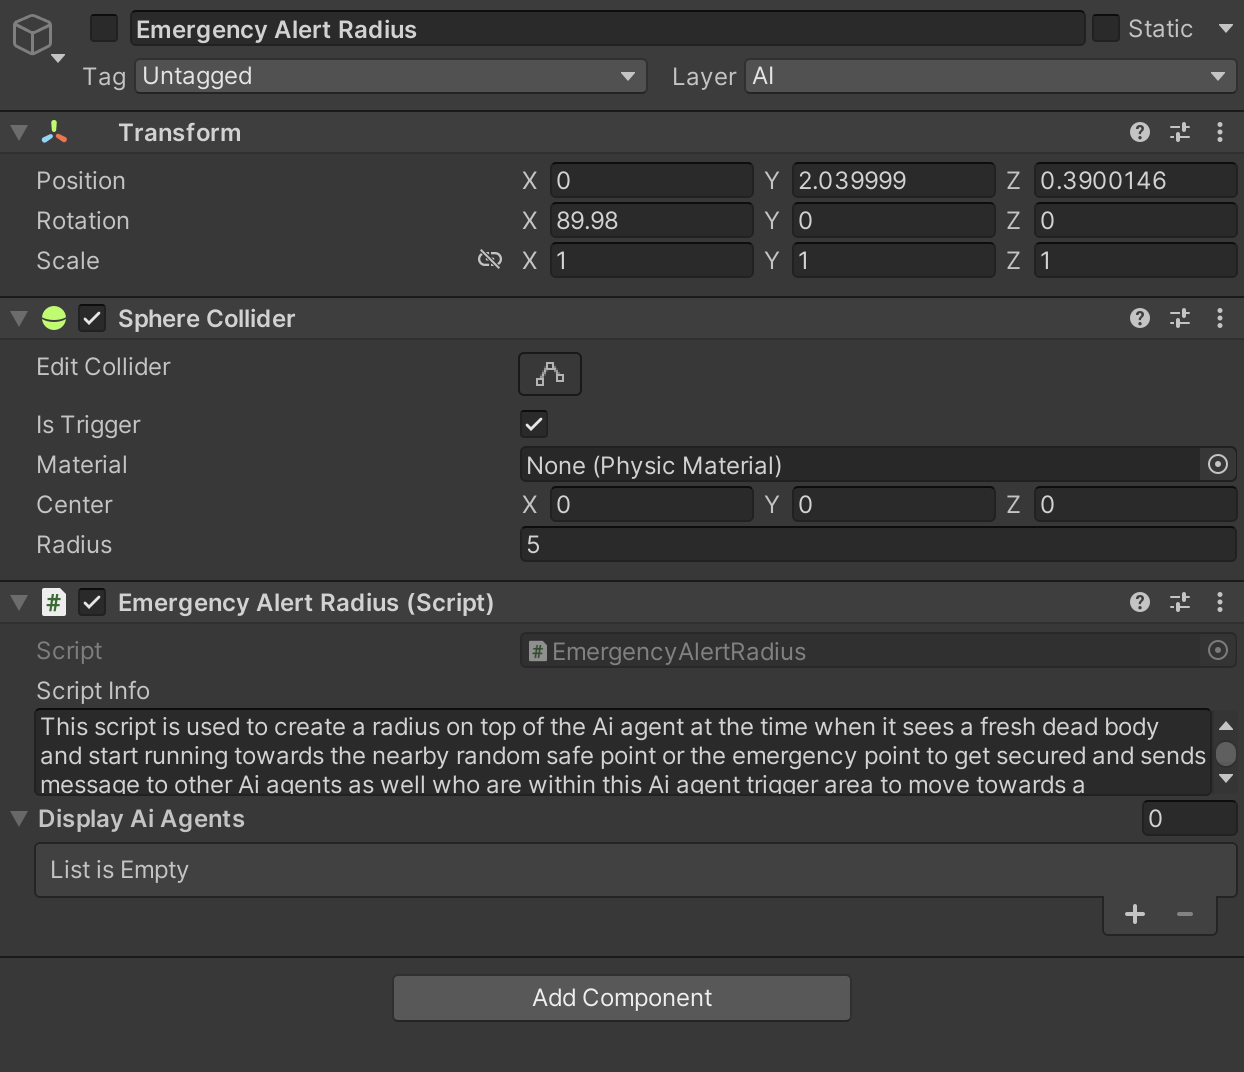 Emergency Alert Radius
Static
Tag Untagged Layer AI
Transform
Position X 0 Y 2.039999 Z 0.3900146
Rotation X 89.98 Y 0 Z 0
Scale X 1 Y 1 Z 1
Sphere Collider
Edit Collider
Is Trigger
Material None (Physic Material)
Center X 0 Y 0 Z 0
Radius 5
# Emergency Alert Radius (Script)
Script # EmergencyAlertRadius
Script Info
This script is used to create a radius on top of the Ai agent at the time when it sees a fresh dead body
and start running towards the nearby random safe point or the emergency point to get secured and sends
message to other Ai agents as well who are within this Ai agent trigger area to move towards a
Display Ai Agents 0
List is Empty
Add Component